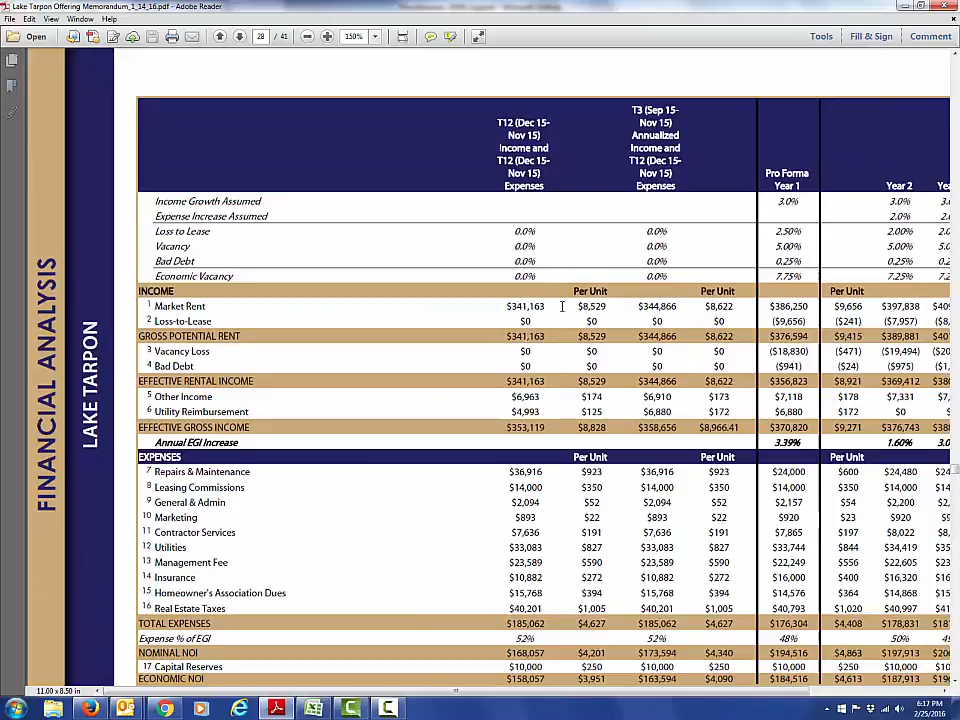 Lake Tarpon Offering Memorandum_1_14_16.pdf - Adobe Reader
File Edit View Window Help
Open 28 / 41 150% Tools Fill & Sign Comment
FINANCIAL ANALYSIS
LAKE TARPON
T12 (Dec 15-
Nov 15)
Income and
T12 (Dec 15-
Nov 15)
Expenses
T3 (Sep 15-
Nov 15)
Annualized
Income and
T12 (Dec 15-
Nov 15)
Expenses
Pro Forma
Year 1
Year 2
Income Growth Assumed 3.0% 3.0%
Expense Increase Assumed 2.0%
Loss to Lease 0.0% 0.0% 2.50% 2.00%
Vacancy 0.0% 0.0% 5.00% 5.00%
Bad Debt 0.0% 0.0% 0.25% 0.25%
Economic Vacancy 0.0% 0.0% 7.75% 7.25%
INCOME Per Unit Per Unit Per Unit
1 Market Rent $341,163 $8,529 $344,866 $8,622 $386,250 $9,656 $397,838
2 Loss-to-Lease $0 $0 $0 $0 ($9,656) ($241) ($7,957)
GROSS POTENTIAL RENT $341,163 $8,529 $344,866 $8,622 $376,594 $9,415 $389,881
3 Vacancy Loss $0 $0 $0 $0 ($18,830) ($471) ($19,494)
4 Bad Debt $0 $0 $0 $0 ($941) ($24) ($975)
EFFECTIVE RENTAL INCOME $341,163 $8,529 $344,866 $8,622 $356,823 $8,921 $369,412
5 Other Income $6,963 $174 $6,910 $173 $7,118 $178 $7,331
6 Utility Reimbursement $4,993 $125 $6,880 $172 $6,880 $172 $0
EFFECTIVE GROSS INCOME $353,119 $8,828 $358,656 $8,966.41 $370,820 $9,271 $376,743
Annual EGI Increase 3.39% 1.60%
EXPENSES Per Unit Per Unit Per Unit
7 Repairs & Maintenance $36,916 $923 $36,916 $923 $24,000 $600 $24,480
8 Leasing Commissions $14,000 $350 $14,000 $350 $14,000 $350 $14,000
9 General & Admin $2,094 $52 $2,094 $52 $2,157 $54 $2,200
10 Marketing $893 $22 $893 $22 $920 $23 $920
11 Contractor Services $7,636 $191 $7,636 $191 $7,865 $197 $8,022
12 Utilities $33,083 $827 $33,083 $827 $33,744 $844 $34,419
13 Management Fee $23,589 $590 $23,589 $590 $22,249 $556 $22,605
14 Insurance $10,882 $272 $10,882 $272 $16,000 $400 $16,320
15 Homeowner's Association Dues $15,768 $394 $15,768 $394 $14,576 $364 $14,868
16 Real Estate Taxes $40,201 $1,005 $40,201 $1,005 $40,793 $1,020 $40,997
TOTAL EXPENSES $185,062 $4,627 $185,062 $4,627 $176,304 $4,408 $178,831
Expense % of EGI 52% 52% 48% 50%
NOMINAL NOI $168,057 $4,201 $173,594 $4,340 $194,516 $4,863 $197,913
17 Capital Reserves $10,000 $250 $10,000 $250 $10,000 $250 $10,000
ECONOMIC NOI $158,057 $3,951 $163,594 $4,090 $184,516 $4,613 $187,913
11.00 x 8.50 in
6:17 PM
2/25/2016